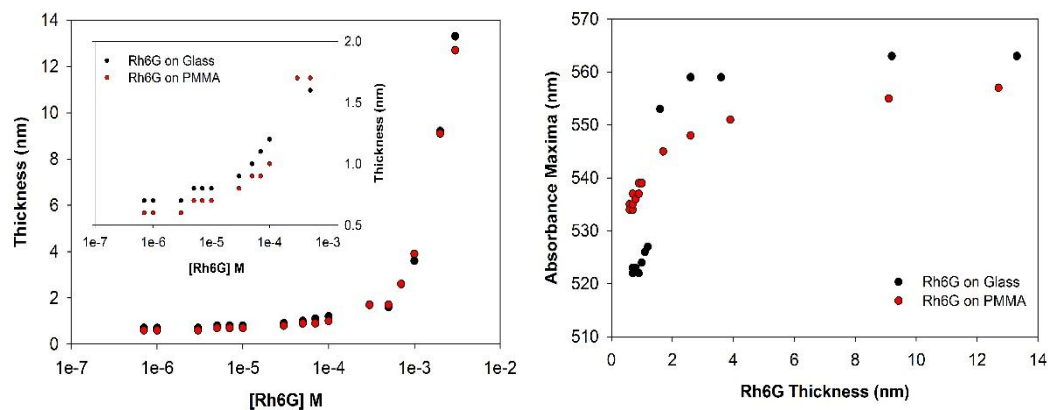 14
12
10
8
6
4
2
0
Thickness (nm)
1e-7
1e-6
1e-5
1e-4
1e-3
1e-2
[Rh6G] M
Rh6G on Glass
Rh6G on PMMA
2.0
1.5
1.0
0.5
Thickness (nm)
1e-7
1e-6
1e-5
1e-4
1e-3
[Rh6G] M
570
560
550
540
530
520
510
Absorbance Maxima (nm)
0
2
4
6
8
10
12
14
Rh6G Thickness (nm)
Rh6G on Glass
Rh6G on PMMA